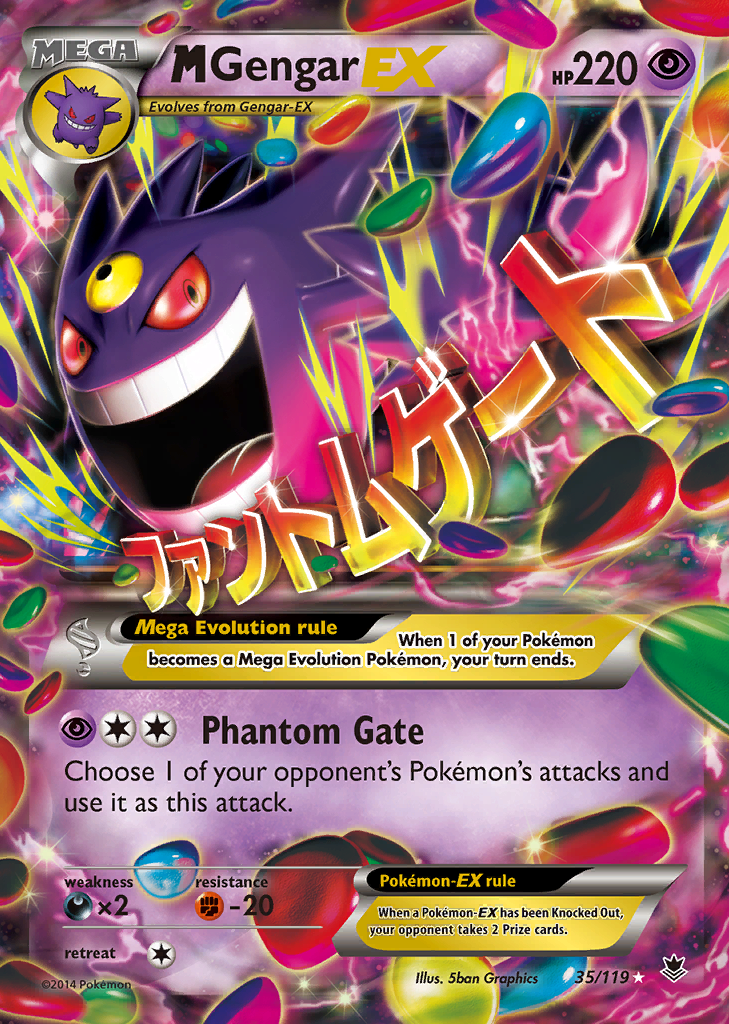 MEGA
MGengarEX
HP220
Evolves from Gengar-EX
ファントムゲート
Mega Evolution rule
When 1 of your Pokémon
becomes a Mega Evolution Pokémon, your turn ends.
Phantom Gate
Choose 1 of your opponent's Pokémon's attacks and
use it as this attack.
weakness
×2
resistance
-20
retreat
Pokémon-EX rule
When a Pokémon-EX has been Knocked Out,
your opponent takes 2 Prize cards.
©2014 Pokémon
Illus. 5ban Graphics
35/119